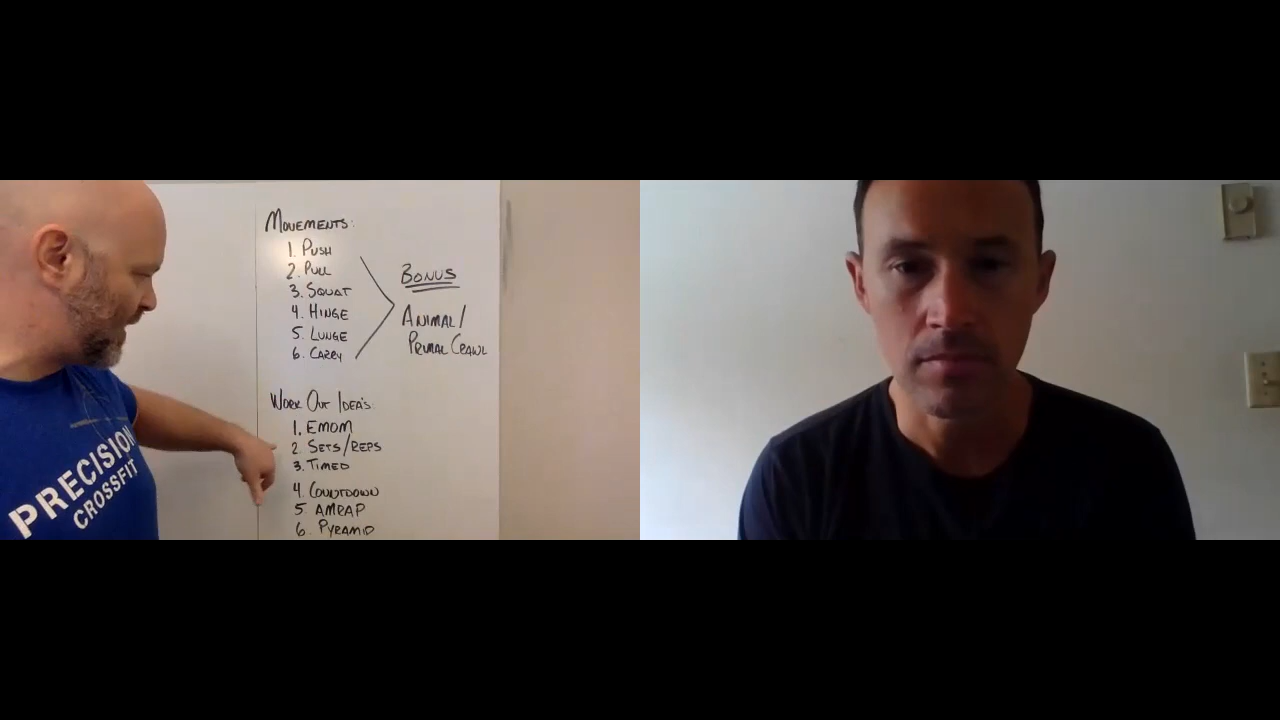 MOVEMENTS:
1. PUSH
2. PULL
3. SQUAT
4. HINGE
5. LUNGE
6. CARRY
BONUS
ANIMAL/
PRIMAL CRAWL
WORK OUT IDEA'S
1. EMOM
2. SETS/REPS
3. TIMED
4. COUNTDOWN
5 AMRAP
6. PYRAMID
PRECISION
CROSSFIT